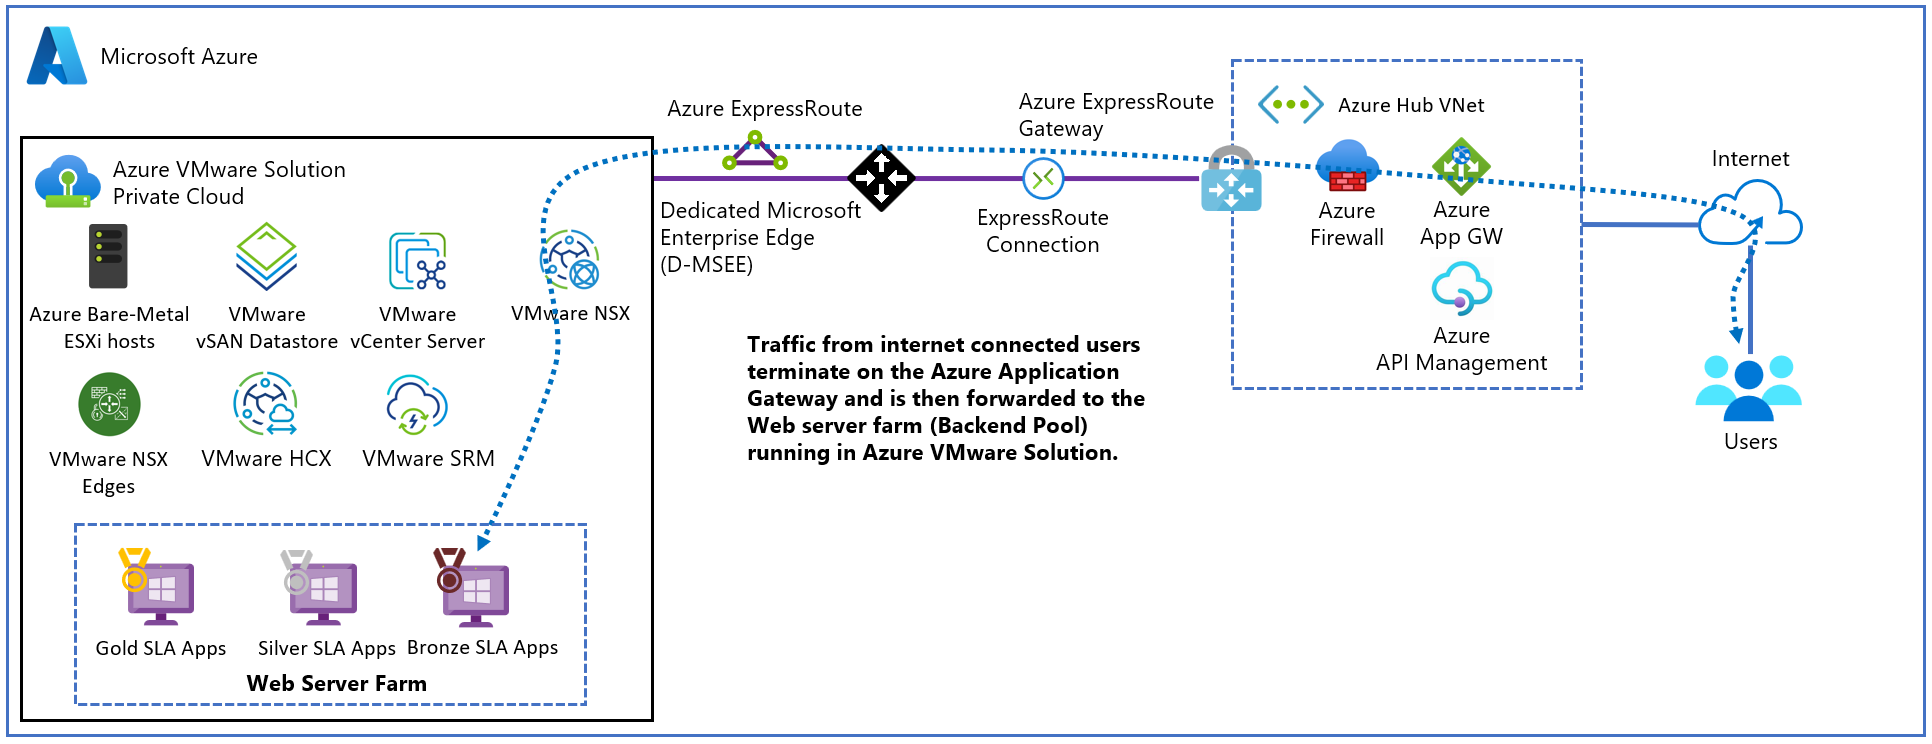 Microsoft Azure
Azure VMware Solution
Private Cloud
Azure Bare-Metal
ESXi hosts
VMware
vSAN Datastore
VMware
vCenter Server
VMware NSX
VMware NSX
Edges
VMware HCX
VMware SRM
Gold SLA Apps
Silver SLA Apps
Bronze SLA Apps
Web Server Farm
Azure ExpressRoute
Dedicated Microsoft
Enterprise Edge
(D-MSEE)
Azure ExpressRoute
Gateway
ExpressRoute
Connection
Traffic from internet connected users
terminate on the Azure Application
Gateway and is then forwarded to the
Web server farm (Backend Pool)
running in Azure VMware Solution.
Azure Hub VNet
Azure
Firewall
Azure
App GW
Azure
API Management
Internet
Users